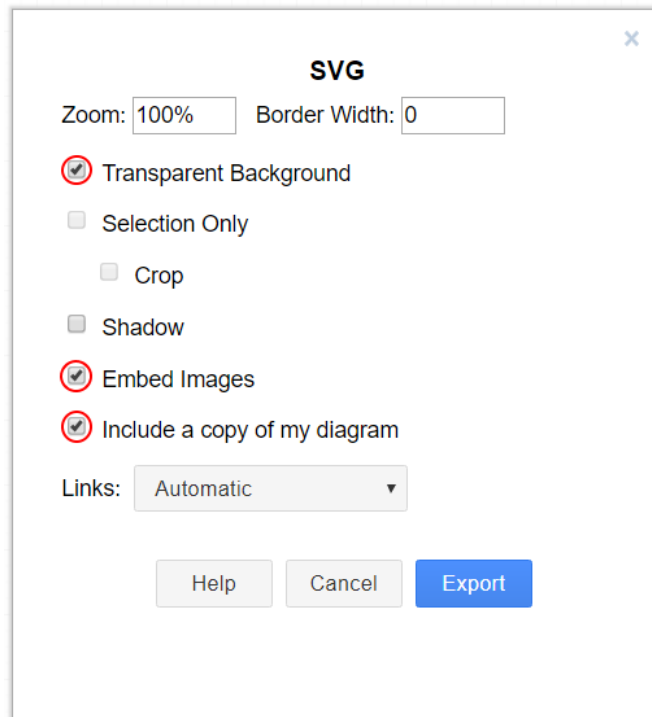 SVG
Zoom: 100% Border Width: 0
Transparent Background
Selection Only
Crop
Shadow
Embed Images
Include a copy of my diagram
Links: Automatic
Help Cancel Export